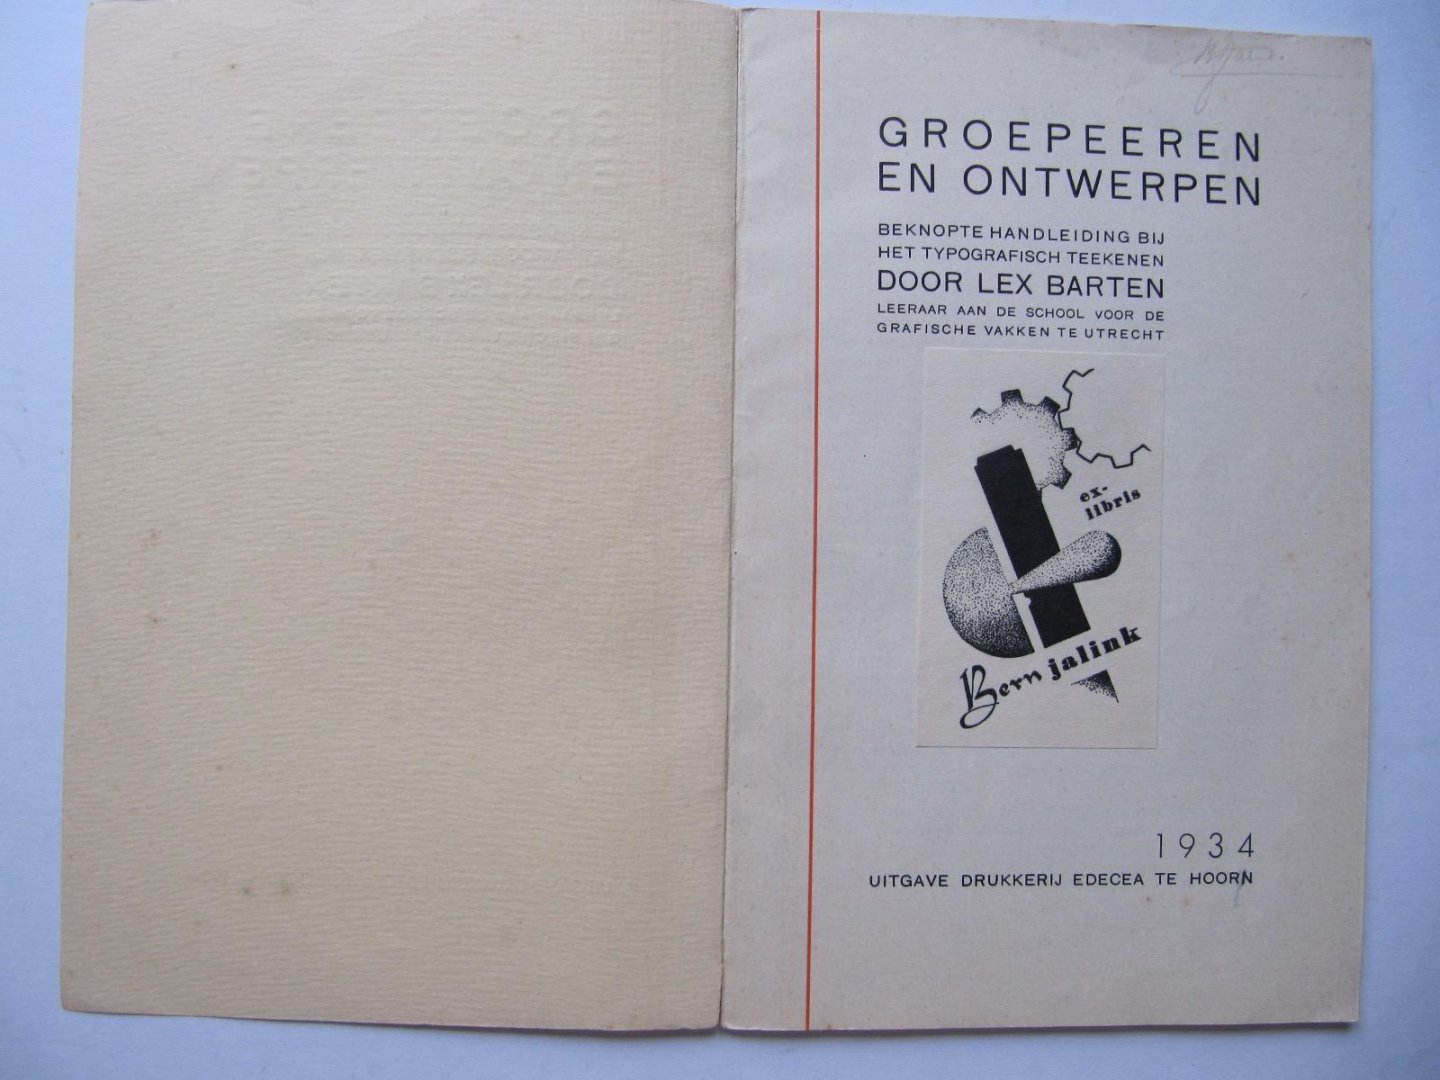 GROEPEEREN
EN ONTWERPEN
BEKNOPTE HANDLEIDING BIJ
HET TYPOGRAFISCH TEEKENEN
DOOR LEX BARTEN
LEERAAR AAN DE SCHOOL VOOR DE
GRAFISCHE VAKKEN TE UTRECHT
ex-
libris
Bern jalink
1934
UITGAVE DRUKKERIJ EDECEA TE HOORN